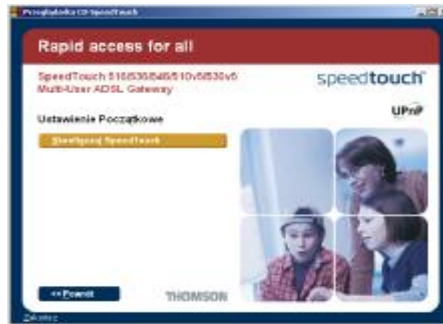 Przeglądarka CD SpeedTouch
Rapid access for all
SpeedTouch 516/536/546/510v6/530v6
Multi-User ADSL Gateway
speedtouch™
UPnP
Ustawienie Początkowe
Skonfiguruj SpeedTouch
<< Powrót
THOMSON
Zakończ